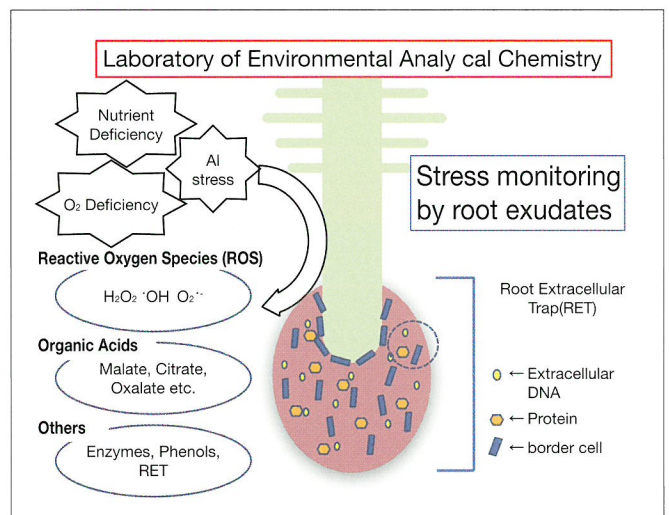 Laboratory of Environmental Analy cal Chemistry
Nutrient
Deficiency
Al
stress
O₂ Deficiency
Stress monitoring
by root exudates
Reactive Oxygen Species (ROS)
H₂O₂ ·OH O₂·-
Organic Acids
Malate, Citrate,
Oxalate etc.
Others
Enzymes, Phenols,
RET
Root Extracellular
Trap(RET)
← Extracellular
DNA
← Protein
← border cell